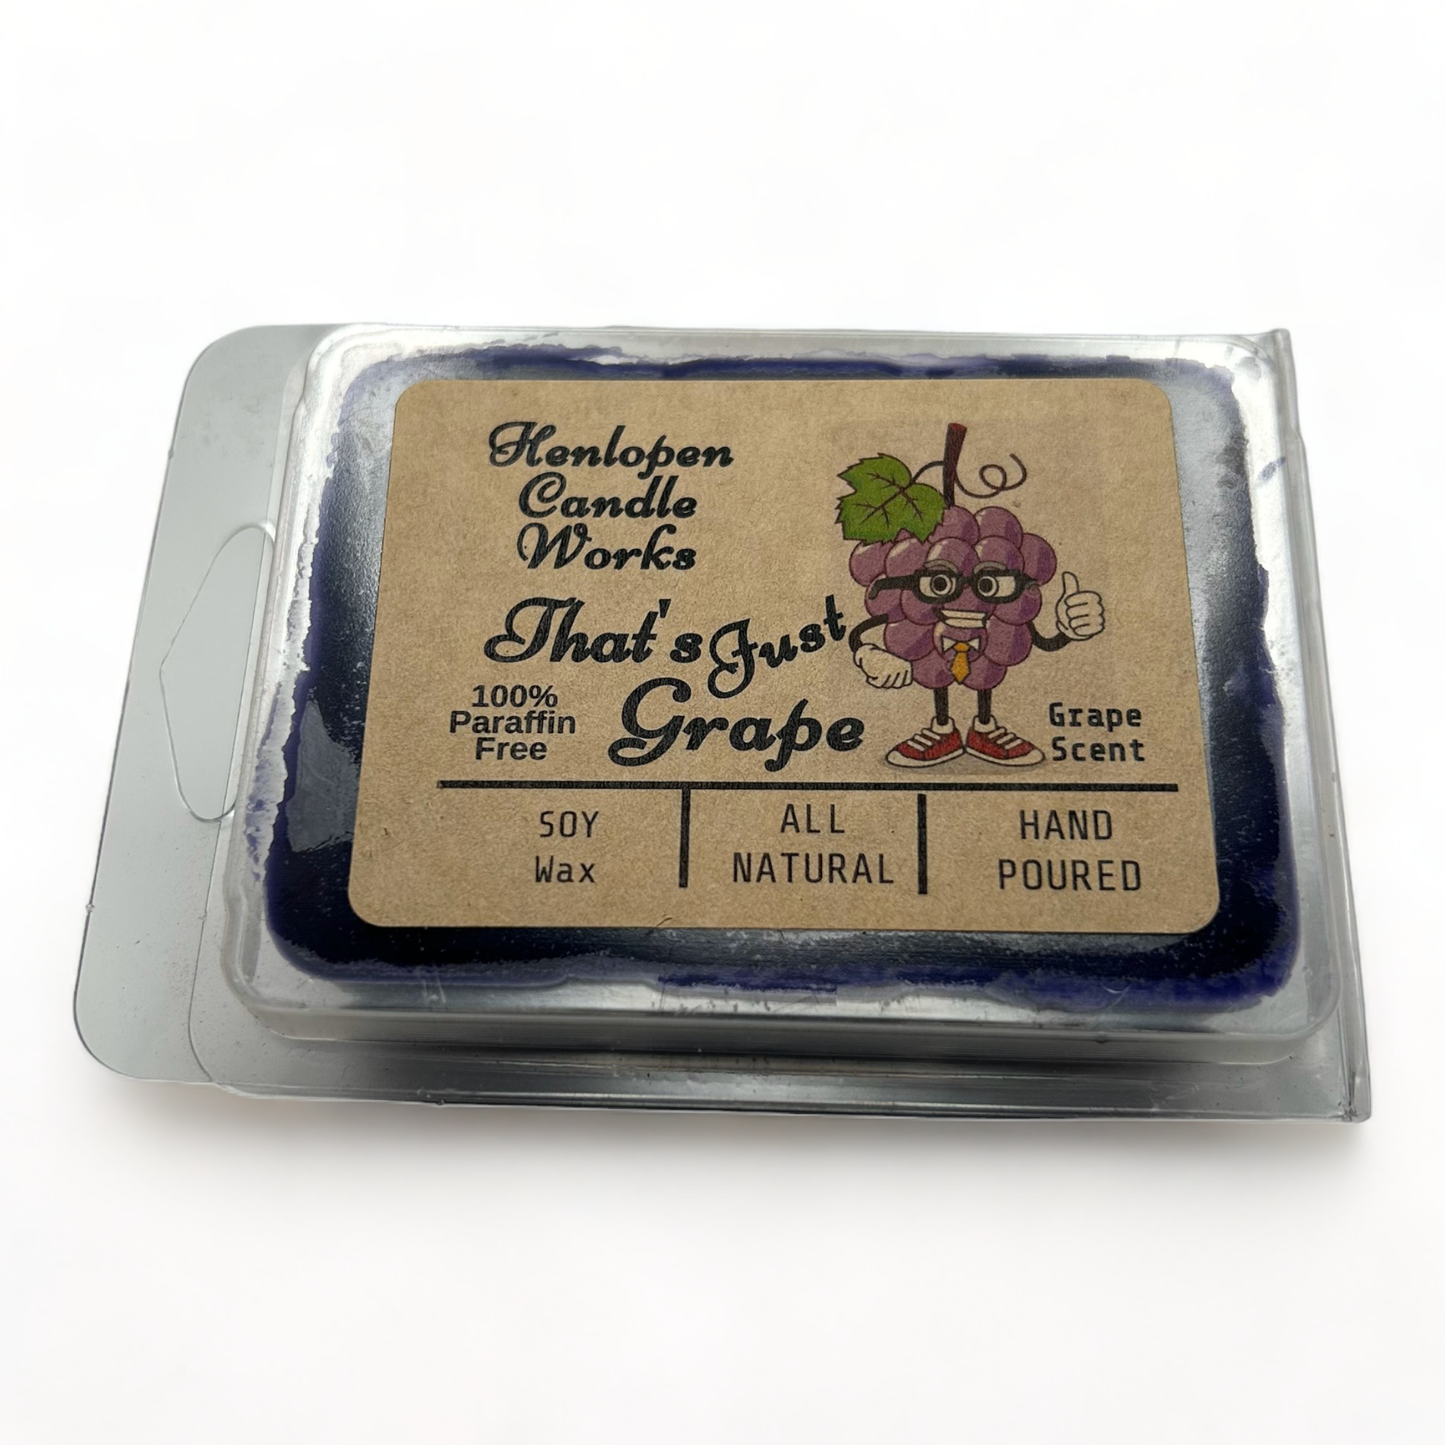 Henlopen
Candle
Works
That's Just
Grape
100%
Paraffin
Free
Grape
Scent
SOY
Wax
ALL
NATURAL
HAND
POURED